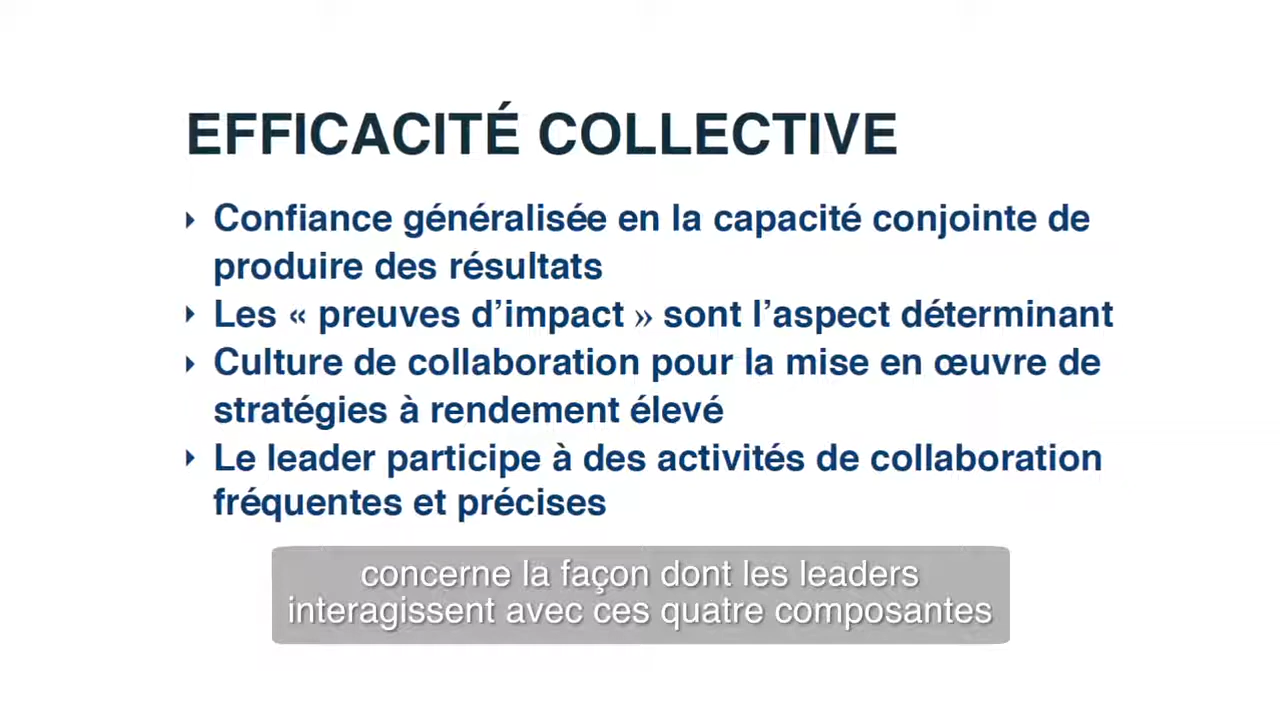 EFFICACITÉ COLLECTIVE
‣ Confiance généralisée en la capacité conjointe de
produire des résultats
‣ Les « preuves d’impact » sont l’aspect déterminant
‣ Culture de collaboration pour la mise en œuvre de
stratégies à rendement élevé
‣ Le leader participe à des activités de collaboration
fréquentes et précises
concerne la façon dont les leaders
interagissent avec ces quatre composantes